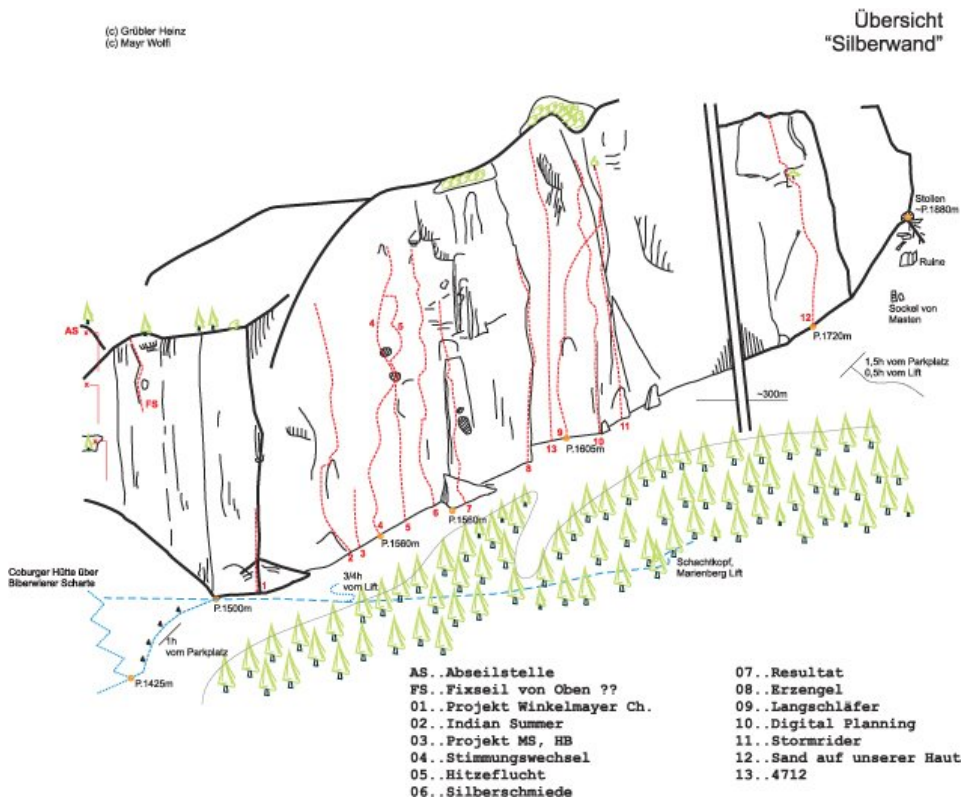 (c) Grübler Heinz
(c) Mayr Wolfi
Übersicht
"Silberwand"
Stollen
~P.1880m
Ruine
Sockel von
Masten
AS
FS
4
5
12
P.1720m
1,5h vom Parkplatz
0,5h vom Lift
~300m
11
9
13
10
P.1605m
8
6
7
P.1560m
4
5
P.1560m
2
3
1
3/4h
vom Lift
Schachtkopf,
Marienberg Lift
Coburger Hütte über
Biberwierer Scharte
P.1500m
1h
vom Parkplatz
P.1425m
AS..Abseilstelle
FS..Fixseil von Oben ??
01..Projekt Winkelmayer Ch.
02..Indian Summer
03..Projekt MS, HB
04..Stimmungswechsel
05..Hitzeflucht
06..Silberschmiede
07..Resultat
08..Erzengel
09..Langschläfer
10..Digital Planning
11..Stormrider
12..Sand auf unserer Haut
13..4712